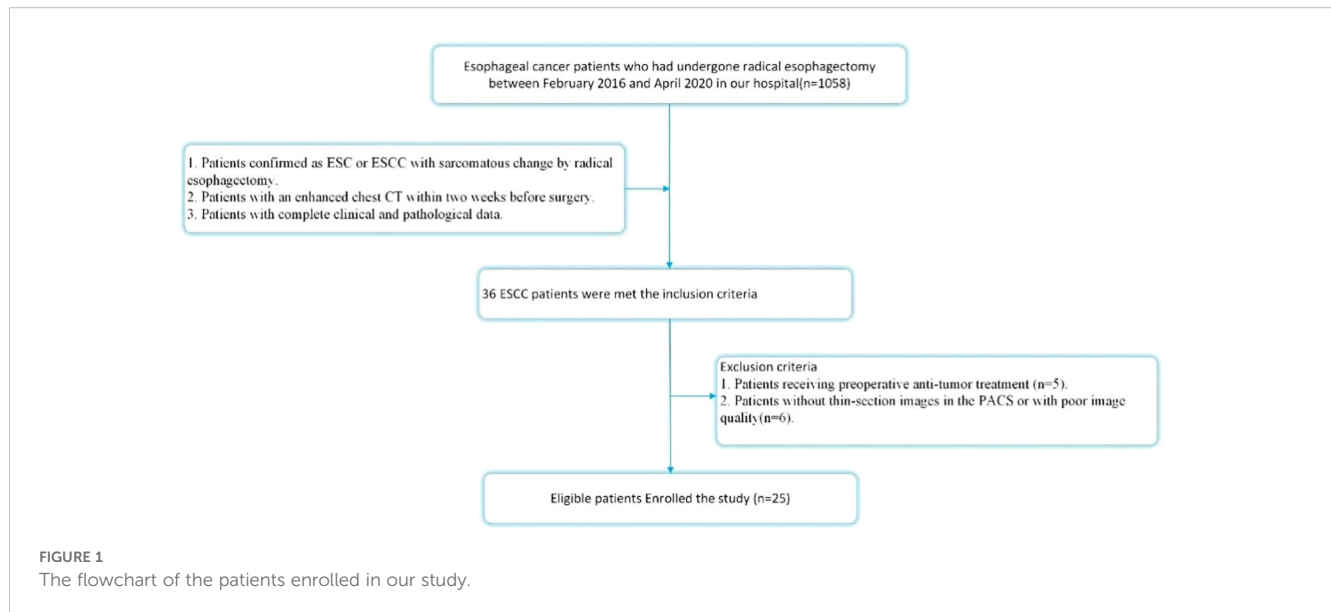 Esophageal cancer patients who had undergone radical esophagectomy
between February 2016 and April 2020 in our hospital(n=1058)
1. Patients confirmed as ESC or ESCC with sarcomatous change by radical
esophagectomy.
2. Patients with an enhanced chest CT within two weeks before surgery.
3. Patients with complete clinical and pathological data.
36 ESCC patients were met the inclusion criteria
Exclusion criteria
1. Patients receiving preoperative anti-tumor treatment (n=5).
2. Patients without thin-section images in the PACS or with poor image
quality(n=6).
Eligible patients Enrolled the study (n=25)
FIGURE 1
The flowchart of the patients enrolled in our study.